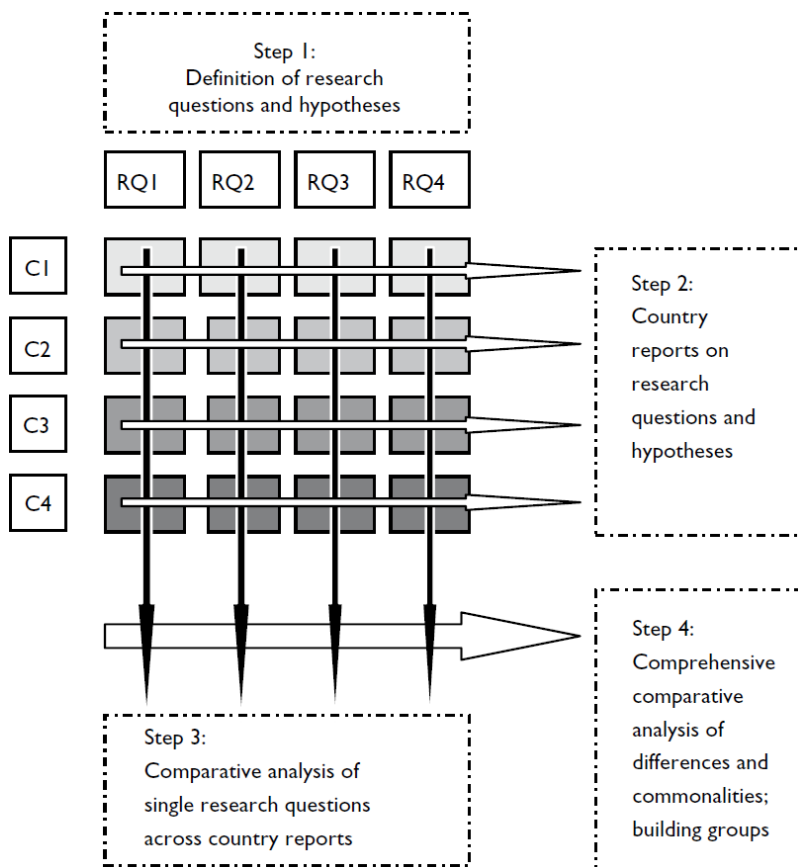 Step 1:
Definition of research
questions and hypotheses
RQ1
RQ2
RQ3
RQ4
C1
C2
C3
C4
Step 2:
Country
reports on
research
questions and
hypotheses
Step 3:
Comparative analysis of
single research questions
across country reports
Step 4:
Comprehensive
comparative
analysis of
differences and
commonalities;
building groups